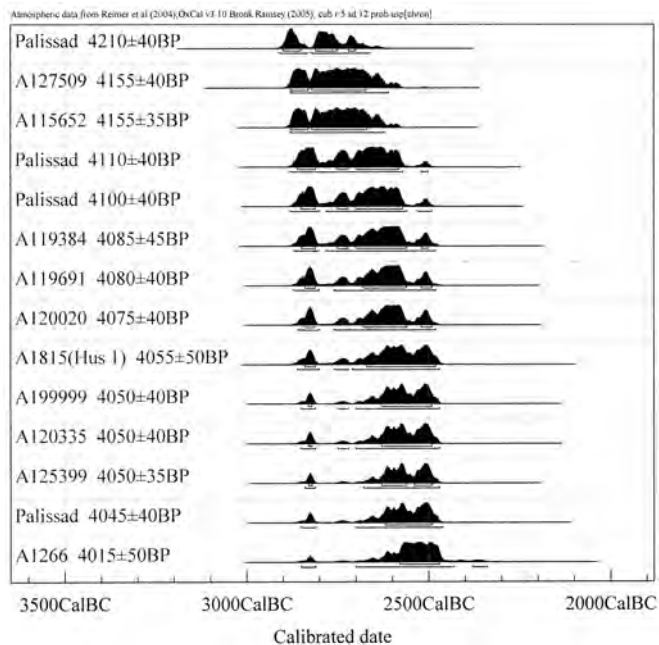 Atmospheric data from Reimer et al (2004);OxCal v3.10 Bronk Ramsey (2005); cub r:5 sd:12 prob usp[chron]
Palissad 4210±40BP
A127509 4155±40BP
A115652 4155±35BP
Palissad 4110±40BP
Palissad 4100±40BP
A119384 4085±45BP
A119691 4080±40BP
A120020 4075±40BP
A1815(Hus 1) 4055±50BP
A199999 4050±40BP
A120335 4050±40BP
A125399 4050±35BP
Palissad 4045±40BP
A1266 4015±50BP
3500CalBC 3000CalBC 2500CalBC 2000CalBC
Calibrated date